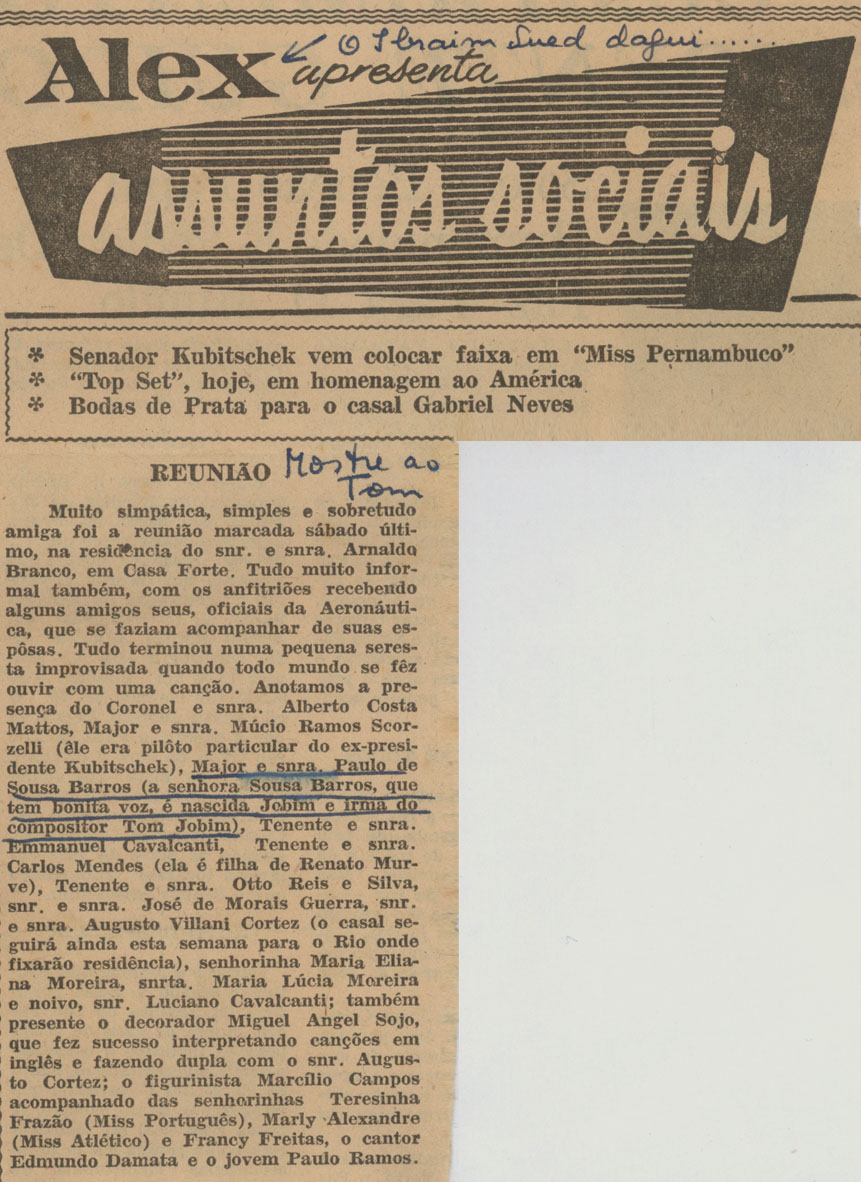 Alex apresenta
O Ibraim Sued daqui......
assuntos sociais
* Senador Kubitschek vem colocar faixa em “Miss Pernambuco”
* “Top Set”, hoje, em homenagem ao América
* Bodas de Prata para o casal Gabriel Neves
REUNIÃO
Mostre ao
Tom
Muito simpática, simples e sobretudo
amiga foi a reunião marcada sábado últi-
mo, na residência do snr. e snra. Arnaldo
Branco, em Casa Forte. Tudo muito infor-
mal também, com os anfitriões recebendo
alguns amigos seus, oficiais da Aeronáuti-
ca, que se faziam acompanhar de suas es-
pôsas. Tudo terminou numa pequena seres-
ta improvisada quando todo mundo se fêz
ouvir com uma canção. Anotamos a pre-
sença do Coronel e snra. Alberto Costa
Mattos, Major e snra. Múcio Ramos Scor-
zelli (êle era pilôto particular do ex-presi-
dente Kubitschek), Major e snra. Paulo de
Sousa Barros (a senhora Sousa Barros, que
tem bonita voz, é nascida Jobim e irma do
compositor Tom Jobim), Tenente e snra.
Emmanuel Cavalcanti, Tenente e snra.
Carlos Mendes (ela é filha de Renato Mur-
ve), Tenente e snra. Otto Reis e Silva,
snr. e snra. José de Morais Guerra, snr.
e snra. Augusto Villani Cortez (o casal se-
guirá ainda esta semana para o Rio onde
fixarão residência), senhorinha Maria Elia-
na Moreira, snrta. Maria Lúcia Moreira
e noivo, snr. Luciano Cavalcanti; também
presente o decorador Miguel Angel Sojo,
que fez sucesso interpretando canções em
inglês e fazendo dupla com o snr. Augus-
to Cortez; o figurinista Marcílio Campos
acompanhado das senhorinhas Teresinha
Frazão (Miss Português), Marly Alexandre
(Miss Atlético) e Francy Freitas, o cantor
Edmundo Damata e o jovem Paulo Ramos.